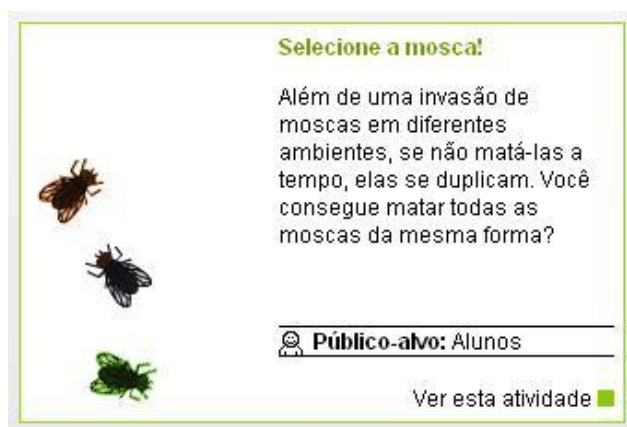 Selecione a mosca!
Além de uma invasão de
moscas em diferentes
ambientes, se não matá-las a
tempo, elas se duplicam. Você
consegue matar todas as
moscas da mesma forma?
Público-alvo: Alunos
Ver esta atividade